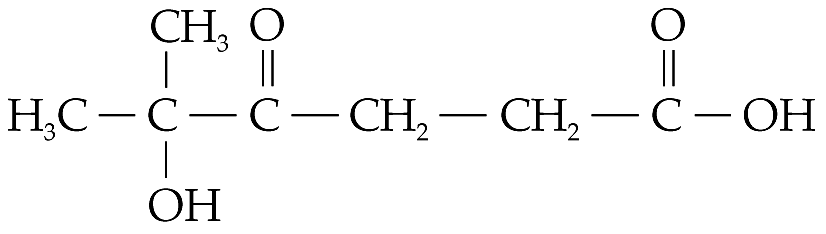 CH₃ O O
H₃C — C — C — CH₂ — CH₂ — C — OH
OH